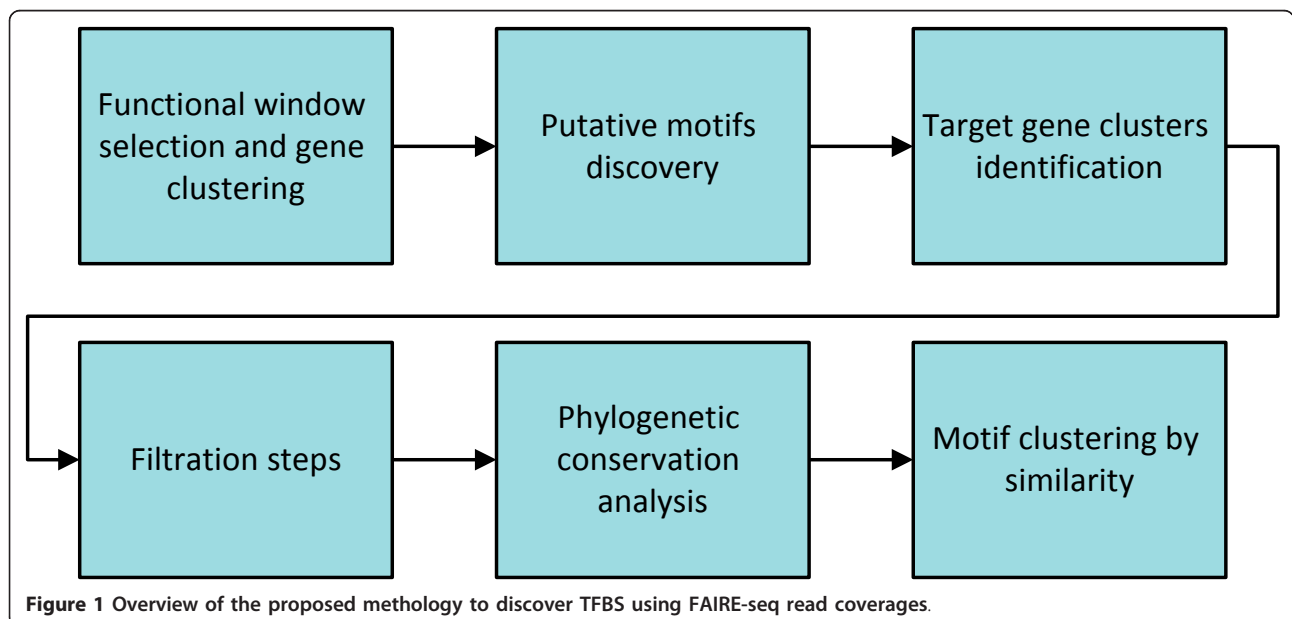 Functional window
selection and gene
clustering
Putative motifs
discovery
Target gene clusters
identification
Filtration steps
Phylogenetic
conservation
analysis
Motif clustering by
similarity
Figure 1 Overview of the proposed methology to discover TFBS using FAIRE-seq read coverages.